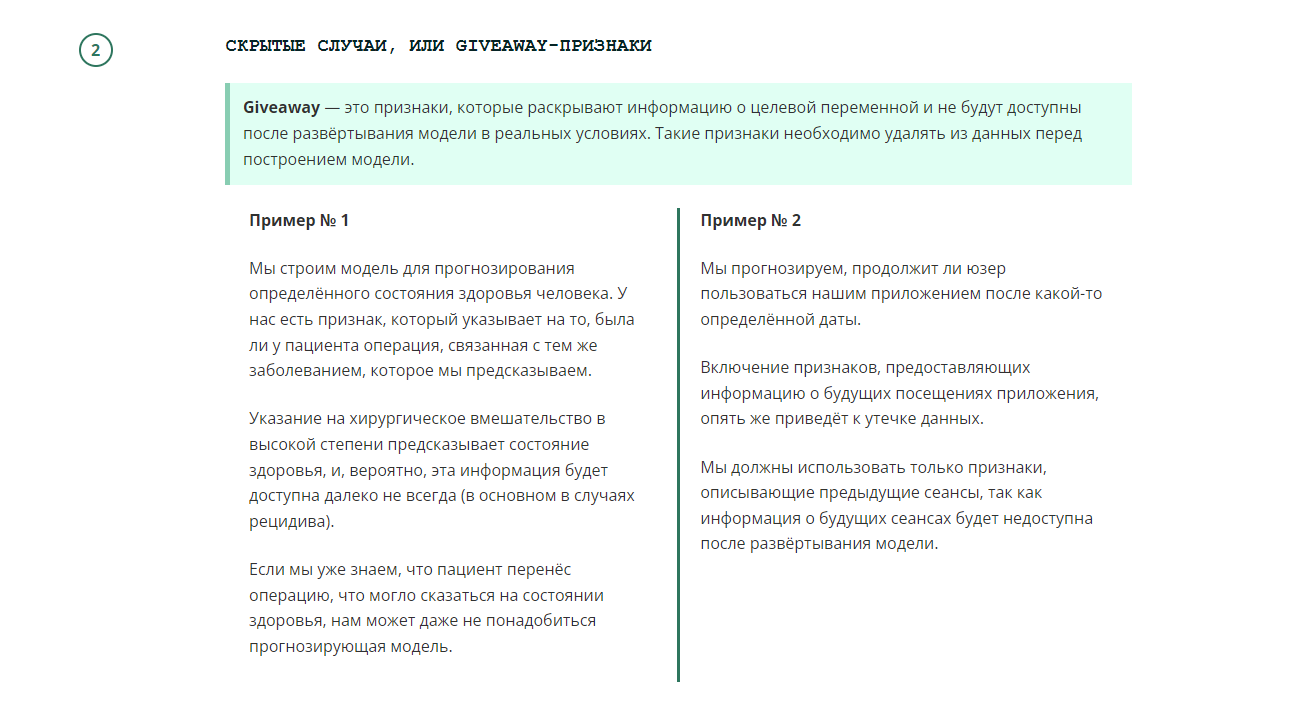 2
СКРЫТЫЕ СЛУЧАИ, ИЛИ GIVEAWAY-ПРИЗНАКИ
Giveaway — это признаки, которые раскрывают информацию о целевой переменной и не будут доступны
после развёртывания модели в реальных условиях. Такие признаки необходимо удалять из данных перед
построением модели.
Пример № 1
Мы строим модель для прогнозирования
определённого состояния здоровья человека. У
нас есть признак, который указывает на то, была
ли у пациента операция, связанная с тем же
заболеванием, которое мы предсказываем.
Указание на хирургическое вмешательство в
высокой степени предсказывает состояние
здоровья, и, вероятно, эта информация будет
доступна далеко не всегда (в основном в случаях
рецидива).
Если мы уже знаем, что пациент перенёс
операцию, что могло сказаться на состоянии
здоровья, нам может даже не понадобиться
прогнозирующая модель.
Пример № 2
Мы прогнозируем, продолжит ли юзер
пользоваться нашим приложением после какой-то
определённой даты.
Включение признаков, предоставляющих
информацию о будущих посещениях приложения,
опять же приведёт к утечке данных.
Мы должны использовать только признаки,
описывающие предыдущие сеансы, так как
информация о будущих сеансах будет недоступна
после развёртывания модели.